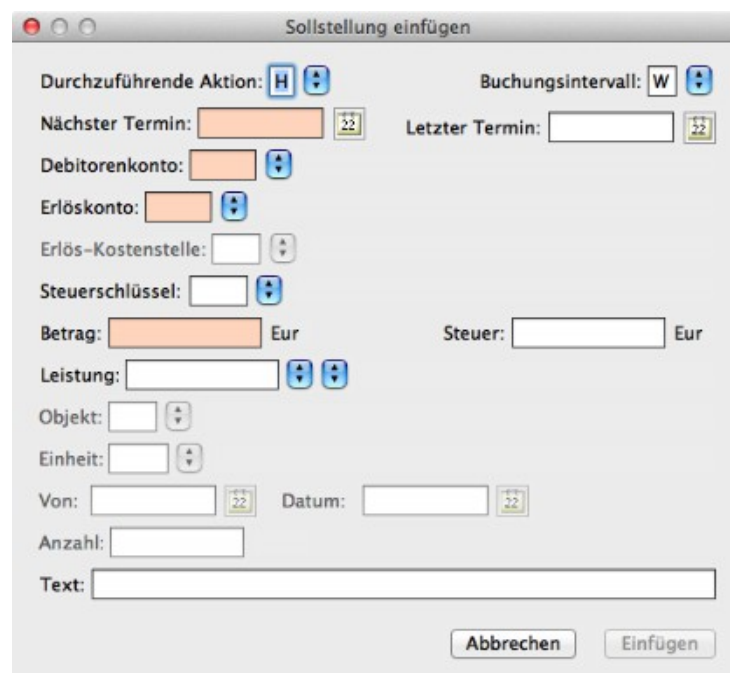 Sollstellung einfügen
Durchzuführende Aktion: H Buchungsintervall: W
Nächster Termin: 22 Letzter Termin: 22
Debitorenkonto:
Erlöskonto:
Erlös-Kostenstelle:
Steuerschlüssel:
Betrag: Eur Steuer: Eur
Leistung:
Objekt:
Einheit:
Von: 22 Datum: 22
Anzahl:
Text:
Abbrechen Einfügen